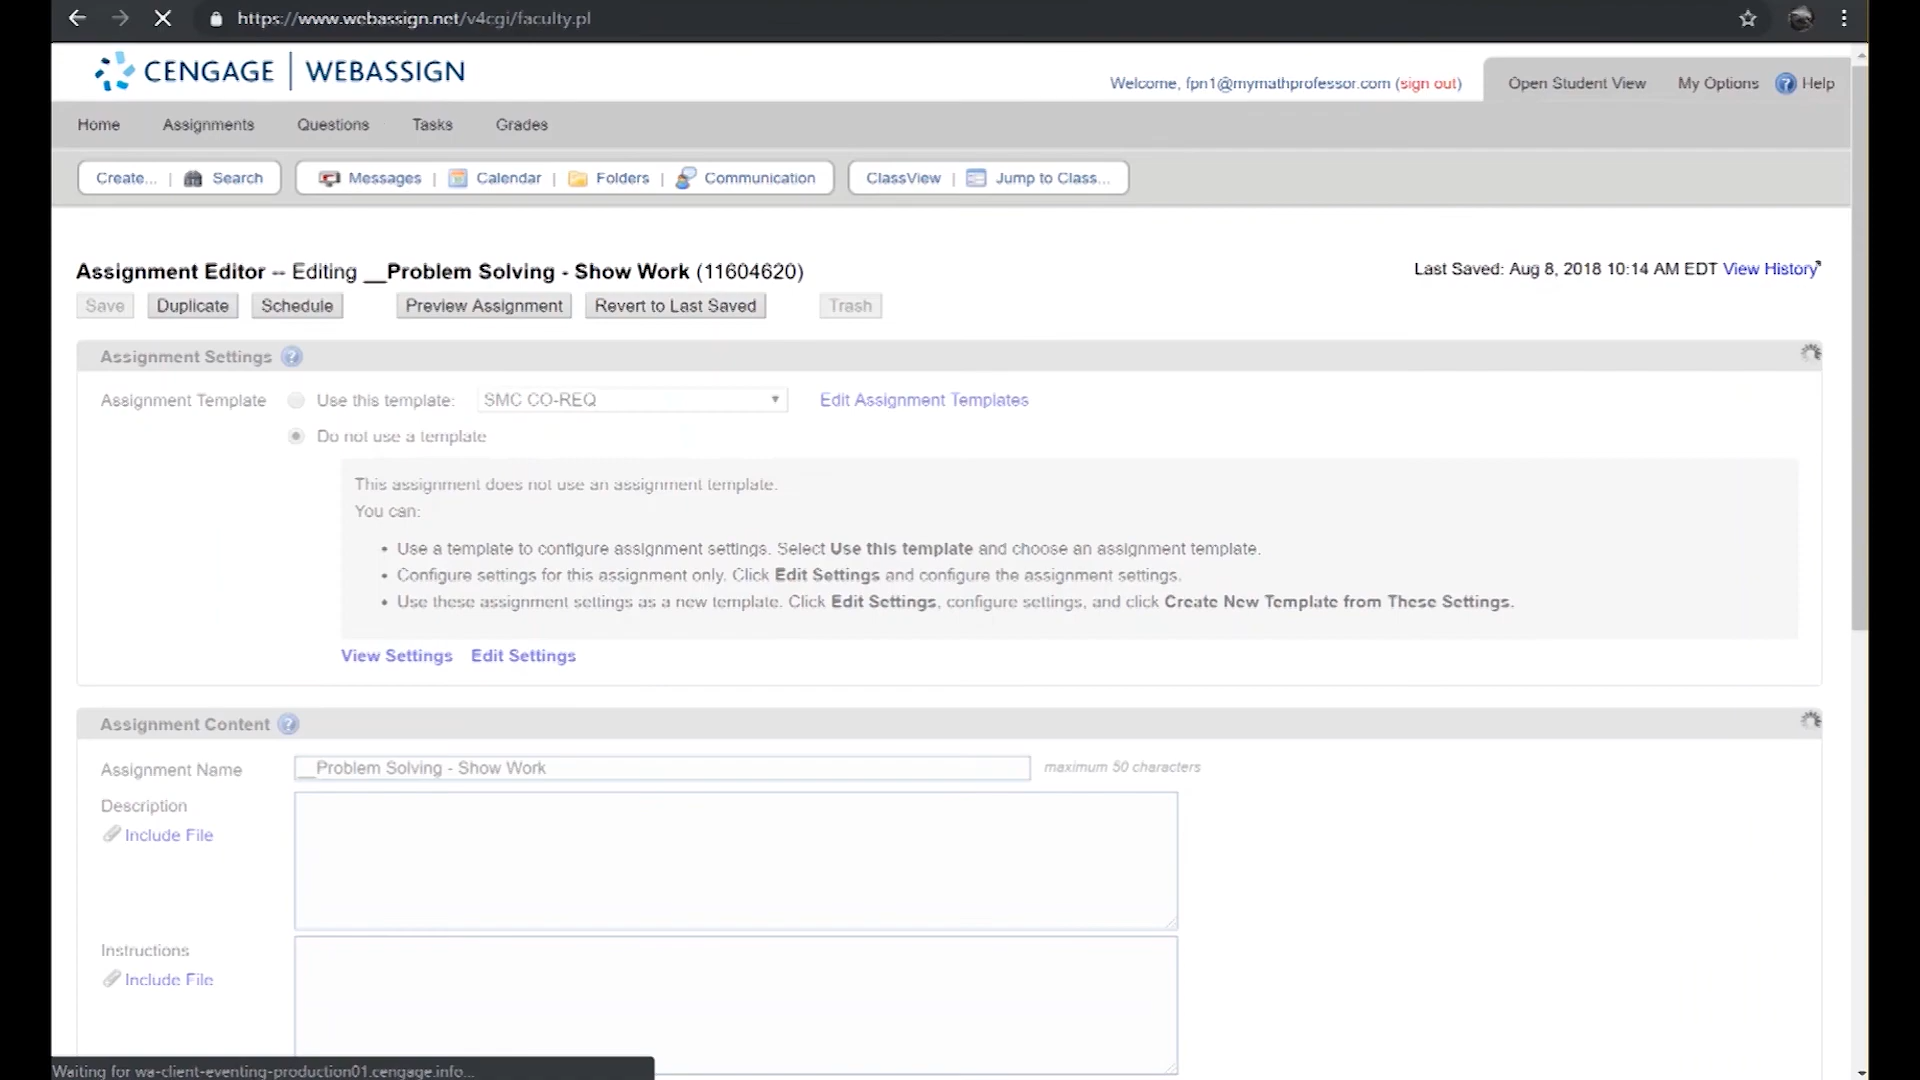 https://www.webassign.net/v4cgi/faculty.pl
CENGAGE | WEBASSIGN
Welcome, fpn1@mymathprofessor.com (sign out)
Open Student View My Options ? Help
Home Assignments Questions Tasks Grades
Create... | Search
Messages | Calendar | Folders | Communication
ClassView | Jump to Class...
Assignment Editor -- Editing __Problem Solving - Show Work (11604620)
Last Saved: Aug 8, 2018 10:14 AM EDT View History
Save Duplicate Schedule Preview Assignment Revert to Last Saved Trash
Assignment Settings ?
Assignment Template Use this template: SMC CO-REQ Edit Assignment Templates
Do not use a template
This assignment does not use an assignment template.
You can:
• Use a template to configure assignment settings. Select Use this template and choose an assignment template.
• Configure settings for this assignment only. Click Edit Settings and configure the assignment settings.
• Use these assignment settings as a new template. Click Edit Settings, configure settings, and click Create New Template from These Settings.
View Settings Edit Settings
Assignment Content ?
Assignment Name __Problem Solving - Show Work maximum 50 characters
Description
Include File
Instructions
Include File
Waiting for wa-client-eventing-production01.cengage.info...